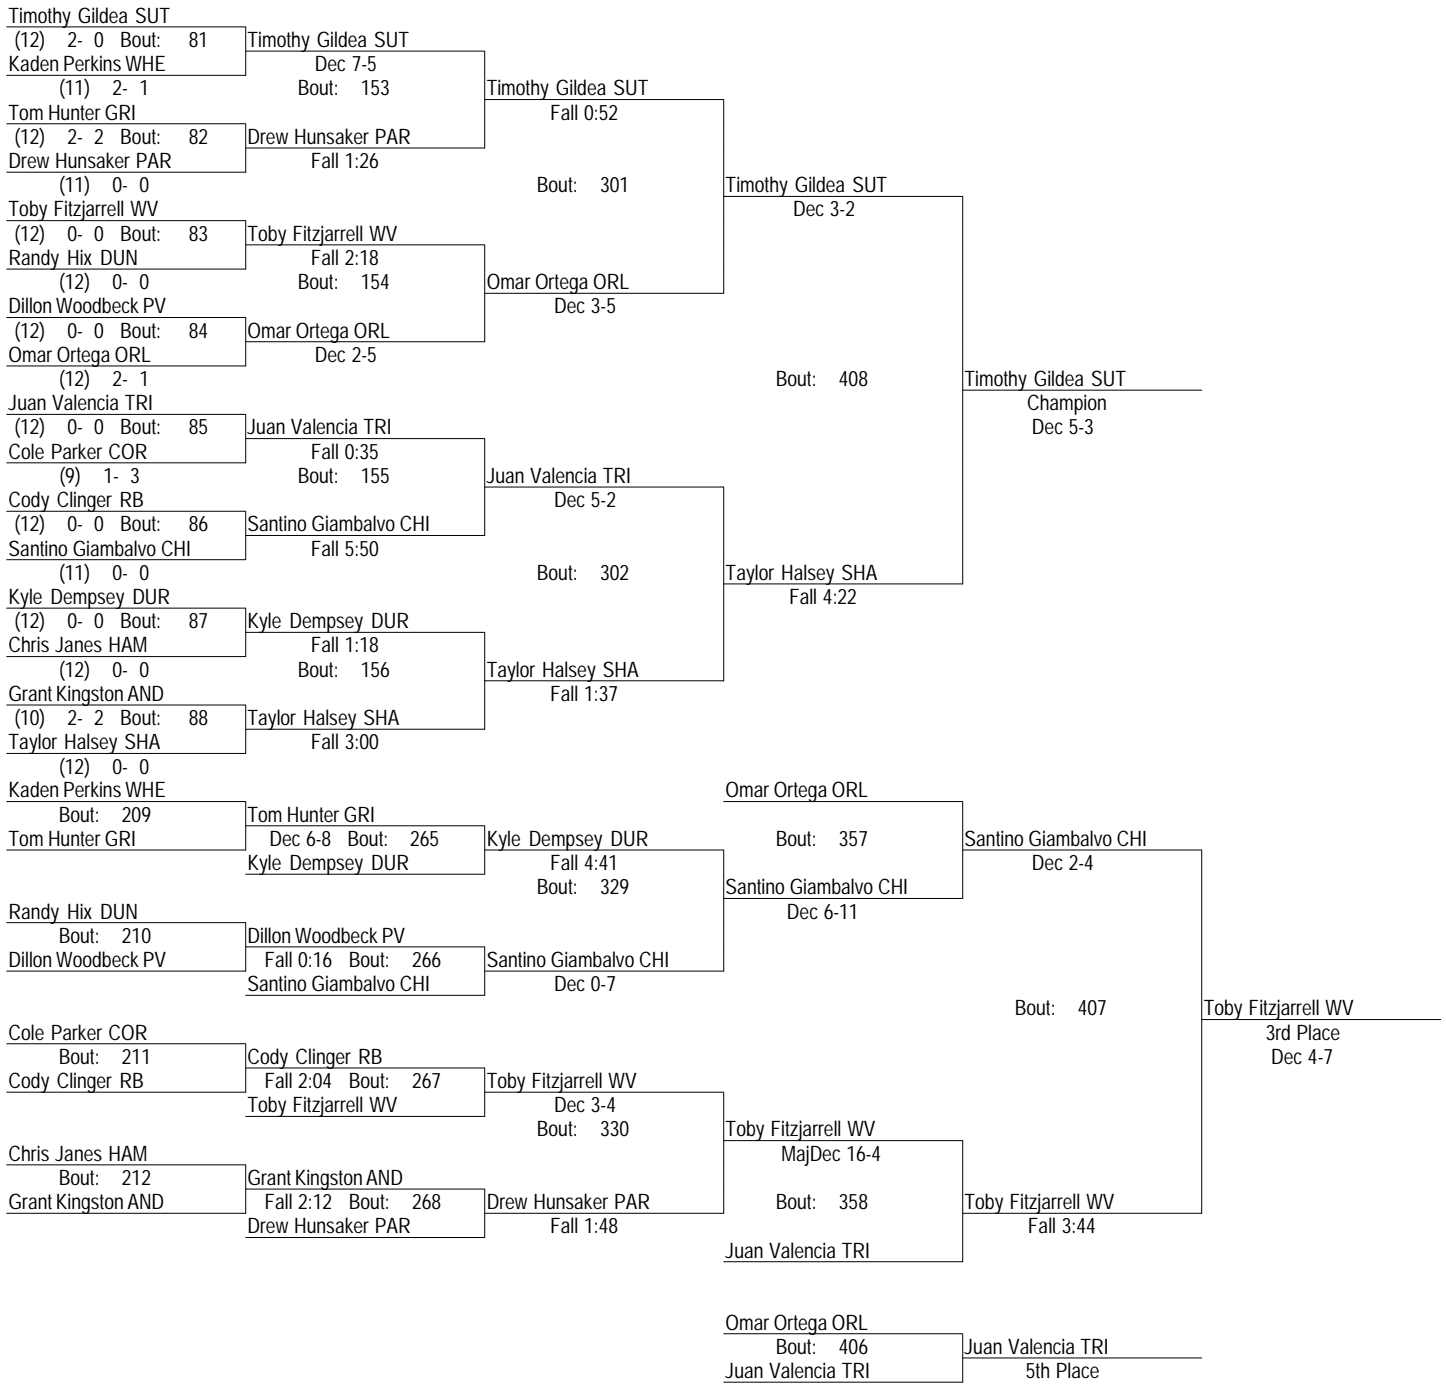 Timothy Gildea SUT
(12) 2- 0 Bout: 81 Timothy Gildea SUT
Kaden Perkins WHE Dec 7-5
(11) 2- 1 Bout: 153 Timothy Gildea SUT
Tom Hunter GRI Fall 0:52
(12) 2- 2 Bout: 82 Drew Hunsaker PAR
Drew Hunsaker PAR Fall 1:26
(11) 0- 0 Bout: 301 Timothy Gildea SUT
Toby Fitzjarrell WV Dec 3-2
(12) 0- 0 Bout: 83 Toby Fitzjarrell WV
Randy Hix DUN Fall 2:18
(12) 0- 0 Bout: 154 Omar Ortega ORL
Dillon Woodbeck PV Dec 3-5
(12) 0- 0 Bout: 84 Omar Ortega ORL
Omar Ortega ORL Dec 2-5
(12) 2- 1 Bout: 408 Timothy Gildea SUT
Juan Valencia TRI Champion
(12) 0- 0 Bout: 85 Juan Valencia TRI Dec 5-3
Cole Parker COR Fall 0:35
(9) 1- 3 Bout: 155 Juan Valencia TRI
Cody Clinger RB Dec 5-2
(12) 0- 0 Bout: 86 Santino Giambalvo CHI
Santino Giambalvo CHI Fall 5:50
(11) 0- 0 Bout: 302 Taylor Halsey SHA
Kyle Dempsey DUR Fall 4:22
(12) 0- 0 Bout: 87 Kyle Dempsey DUR
Chris Janes HAM Fall 1:18
(12) 0- 0 Bout: 156 Taylor Halsey SHA
Grant Kingston AND Fall 1:37
(10) 2- 2 Bout: 88 Taylor Halsey SHA
Taylor Halsey SHA Fall 3:00
(12) 0- 0
Kaden Perkins WHE Omar Ortega ORL
Bout: 209 Tom Hunter GRI
Tom Hunter GRI Dec 6-8 Bout: 265 Kyle Dempsey DUR Bout: 357 Santino Giambalvo CHI
Kyle Dempsey DUR Fall 4:41 Dec 2-4
Bout: 329 Santino Giambalvo CHI
Randy Hix DUN Dec 6-11
Bout: 210 Dillon Woodbeck PV
Dillon Woodbeck PV Fall 0:16 Bout: 266 Santino Giambalvo CHI
Santino Giambalvo CHI Dec 0-7
Bout: 407 Toby Fitzjarrell WV
Cole Parker COR 3rd Place
Bout: 211 Cody Clinger RB Dec 4-7
Cody Clinger RB Fall 2:04 Bout: 267 Toby Fitzjarrell WV
Toby Fitzjarrell WV Dec 3-4
Bout: 330 Toby Fitzjarrell WV
Chris Janes HAM MajDec 16-4
Bout: 212 Grant Kingston AND
Grant Kingston AND Fall 2:12 Bout: 268 Drew Hunsaker PAR Bout: 358 Toby Fitzjarrell WV
Drew Hunsaker PAR Fall 1:48 Fall 3:44
Juan Valencia TRI
Omar Ortega ORL
Bout: 406 Juan Valencia TRI
Juan Valencia TRI 5th Place